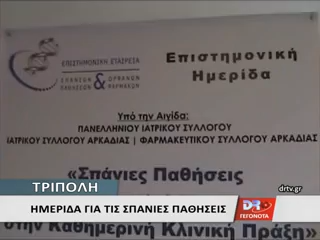 ΕΠΙΣΤΗΜΟΝΙΚΗ ΕΤΑΙΡΕΙΑ
ΣΠΑΝΙΩΝ & ΟΡΦΑΝΩΝ
ΠΑΘΗΣΕΩΝ ΦΑΡΜΑΚΩΝ
Επιστημονική
Ημερίδα
Υπό την Αιγίδα:
ΠΑΝΕΛΛΗΝΙΟΥ ΙΑΤΡΙΚΟΥ ΣΥΛΛΟΓΟΥ
ΙΑΤΡΙΚΟΥ ΣΥΛΛΟΓΟΥ ΑΡΚΑΔΙΑΣ | ΦΑΡΜΑΚΕΥΤΙΚΟΥ ΣΥΛΛΟΓΟΥ ΑΡΚΑΔΙΑΣ
«Σπάνιες Παθήσεις
drtv.gr
ΤΡΙΠΟΛΗ
ΗΜΕΡΙΔΑ ΓΙΑ ΤΙΣ ΣΠΑΝΙΕΣ ΠΑΘΗΣΕΙΣ
DR
ΓΕΓΟΝΟΤΑ
στην Καθημερινή Κλινική Πράξη»